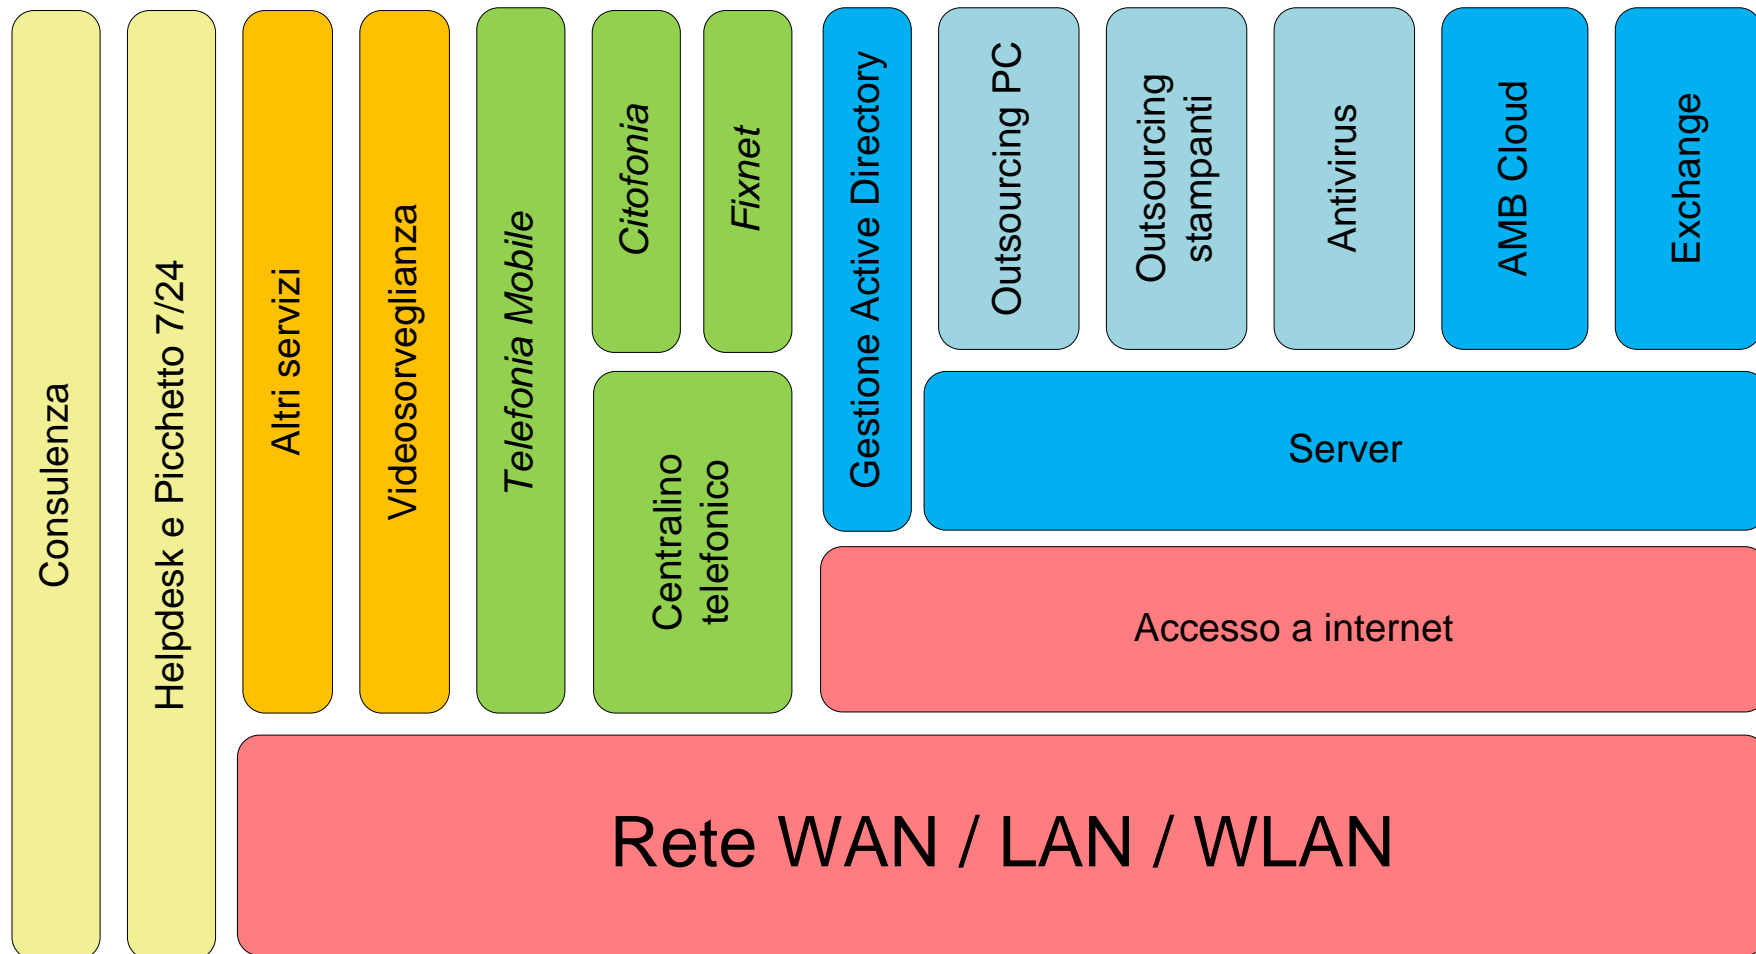 Consulenza
Helpdesk e Picchetto 7/24
Altri servizi
Videosorveglianza
Telefonia Mobile
Citofonia
Fixnet
Centralino
telefonico
Gestione Active Directory
Outsourcing PC
Outsourcing
stampanti
Antivirus
AMB Cloud
Exchange
Server
Accesso a internet
Rete WAN / LAN / WLAN